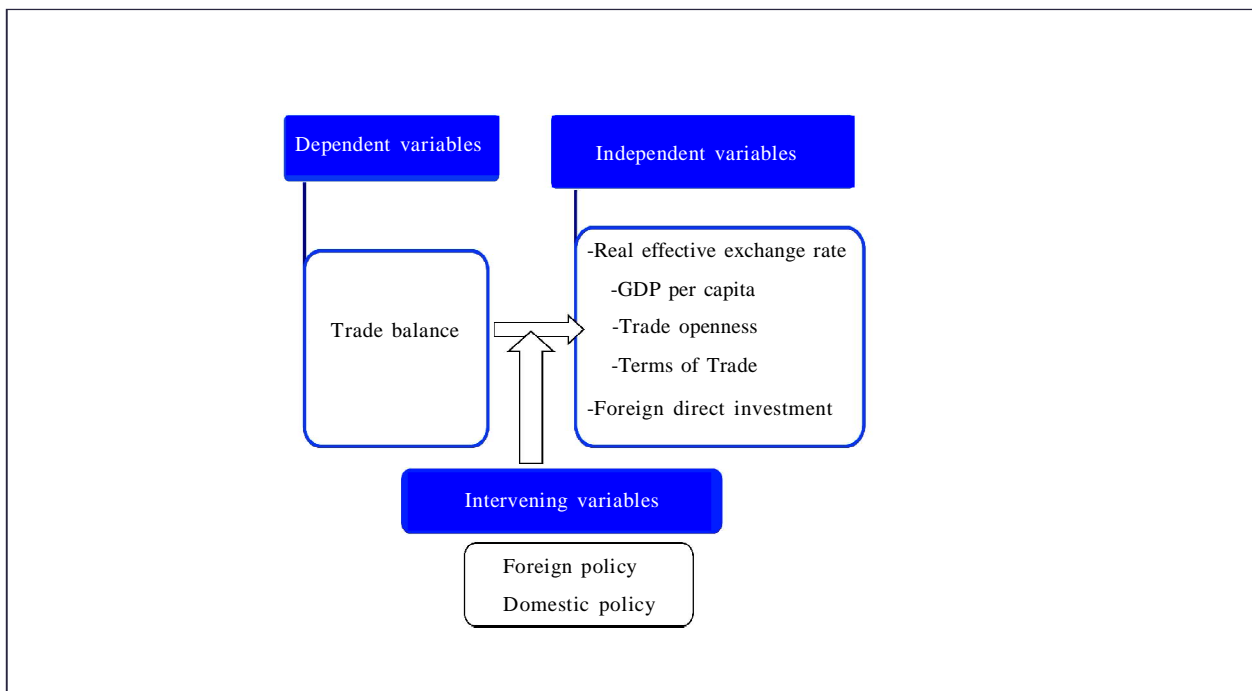 Dependent variables
Independent variables
Trade balance
-Real effective exchange rate
-GDP per capita
-Trade openness
-Terms of Trade
-Foreign direct investment
Intervening variables
Foreign policy
Domestic policy